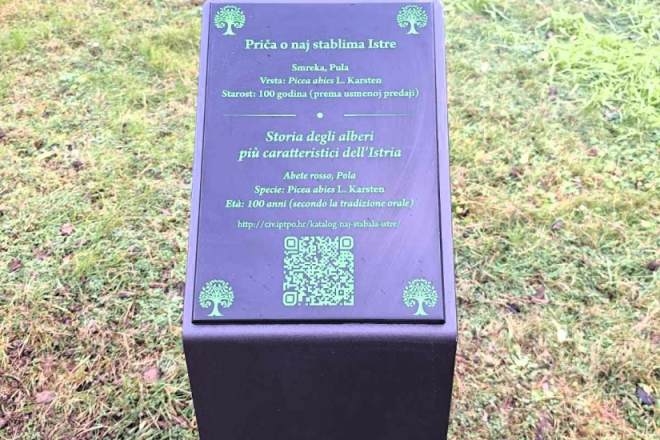 Priča o naj stablima Istre
Smreka, Pula
Vrsta: Picea abies L. Karsten
Starost: 100 godina (prema usmenoj predaji)
Storia degli alberi
più caratteristici dell'Istria
Abete rosso, Pola
Specie: Picea abies L. Karsten
Età: 100 anni (secondo la tradizione orale)
http://civ.iptpo.hr/katalog-naj-stabala-istre/